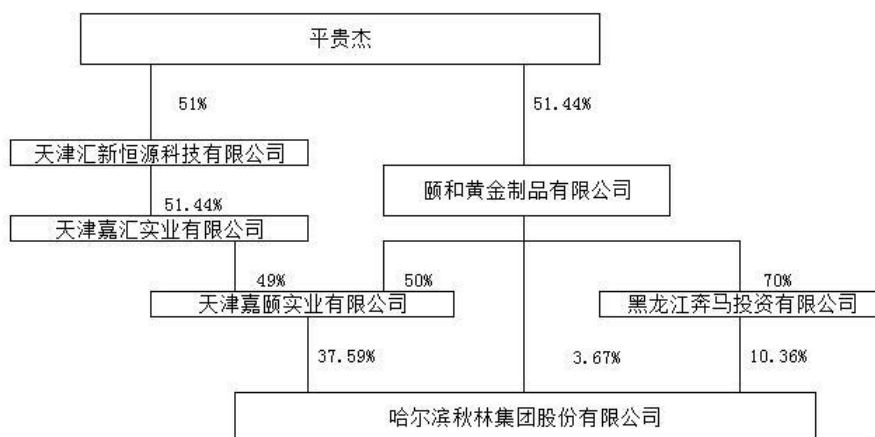 平贵杰
51%
51.44%
天津汇新恒源科技有限公司
颐和黄金制品有限公司
51.44%
天津嘉汇实业有限公司
49%
50%
70%
天津嘉颐实业有限公司
黑龙江奔马投资有限公司
37.59%
3.67%
10.36%
哈尔滨秋林集团股份有限公司